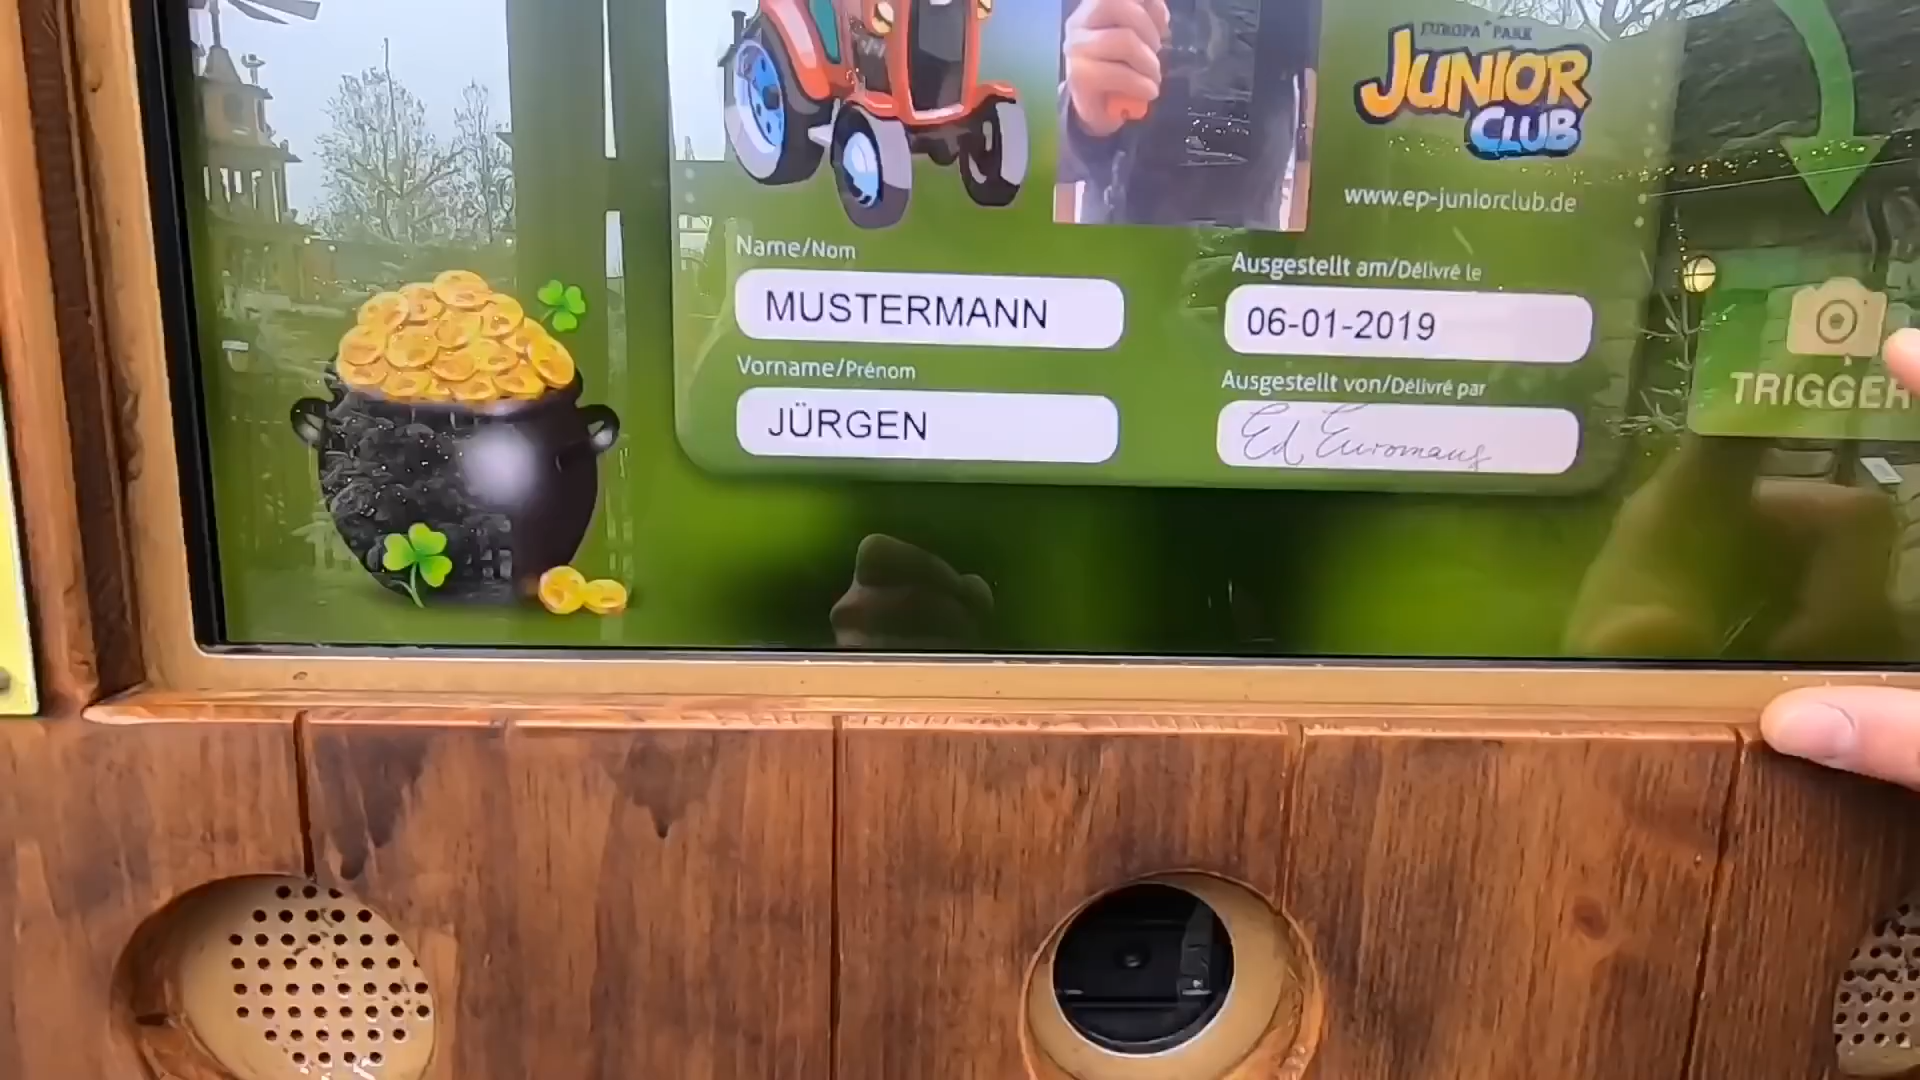 EUROPA PARK
JUNIOR
CLUB
www.ep-juniorclub.de
Name/Nom
MUSTERMANN
Vorname/Prénom
JÜRGEN
Ausgestellt am/Délivré le
06-01-2019
Ausgestellt von/Délivré par
Ed Euromaus
TRIGGER